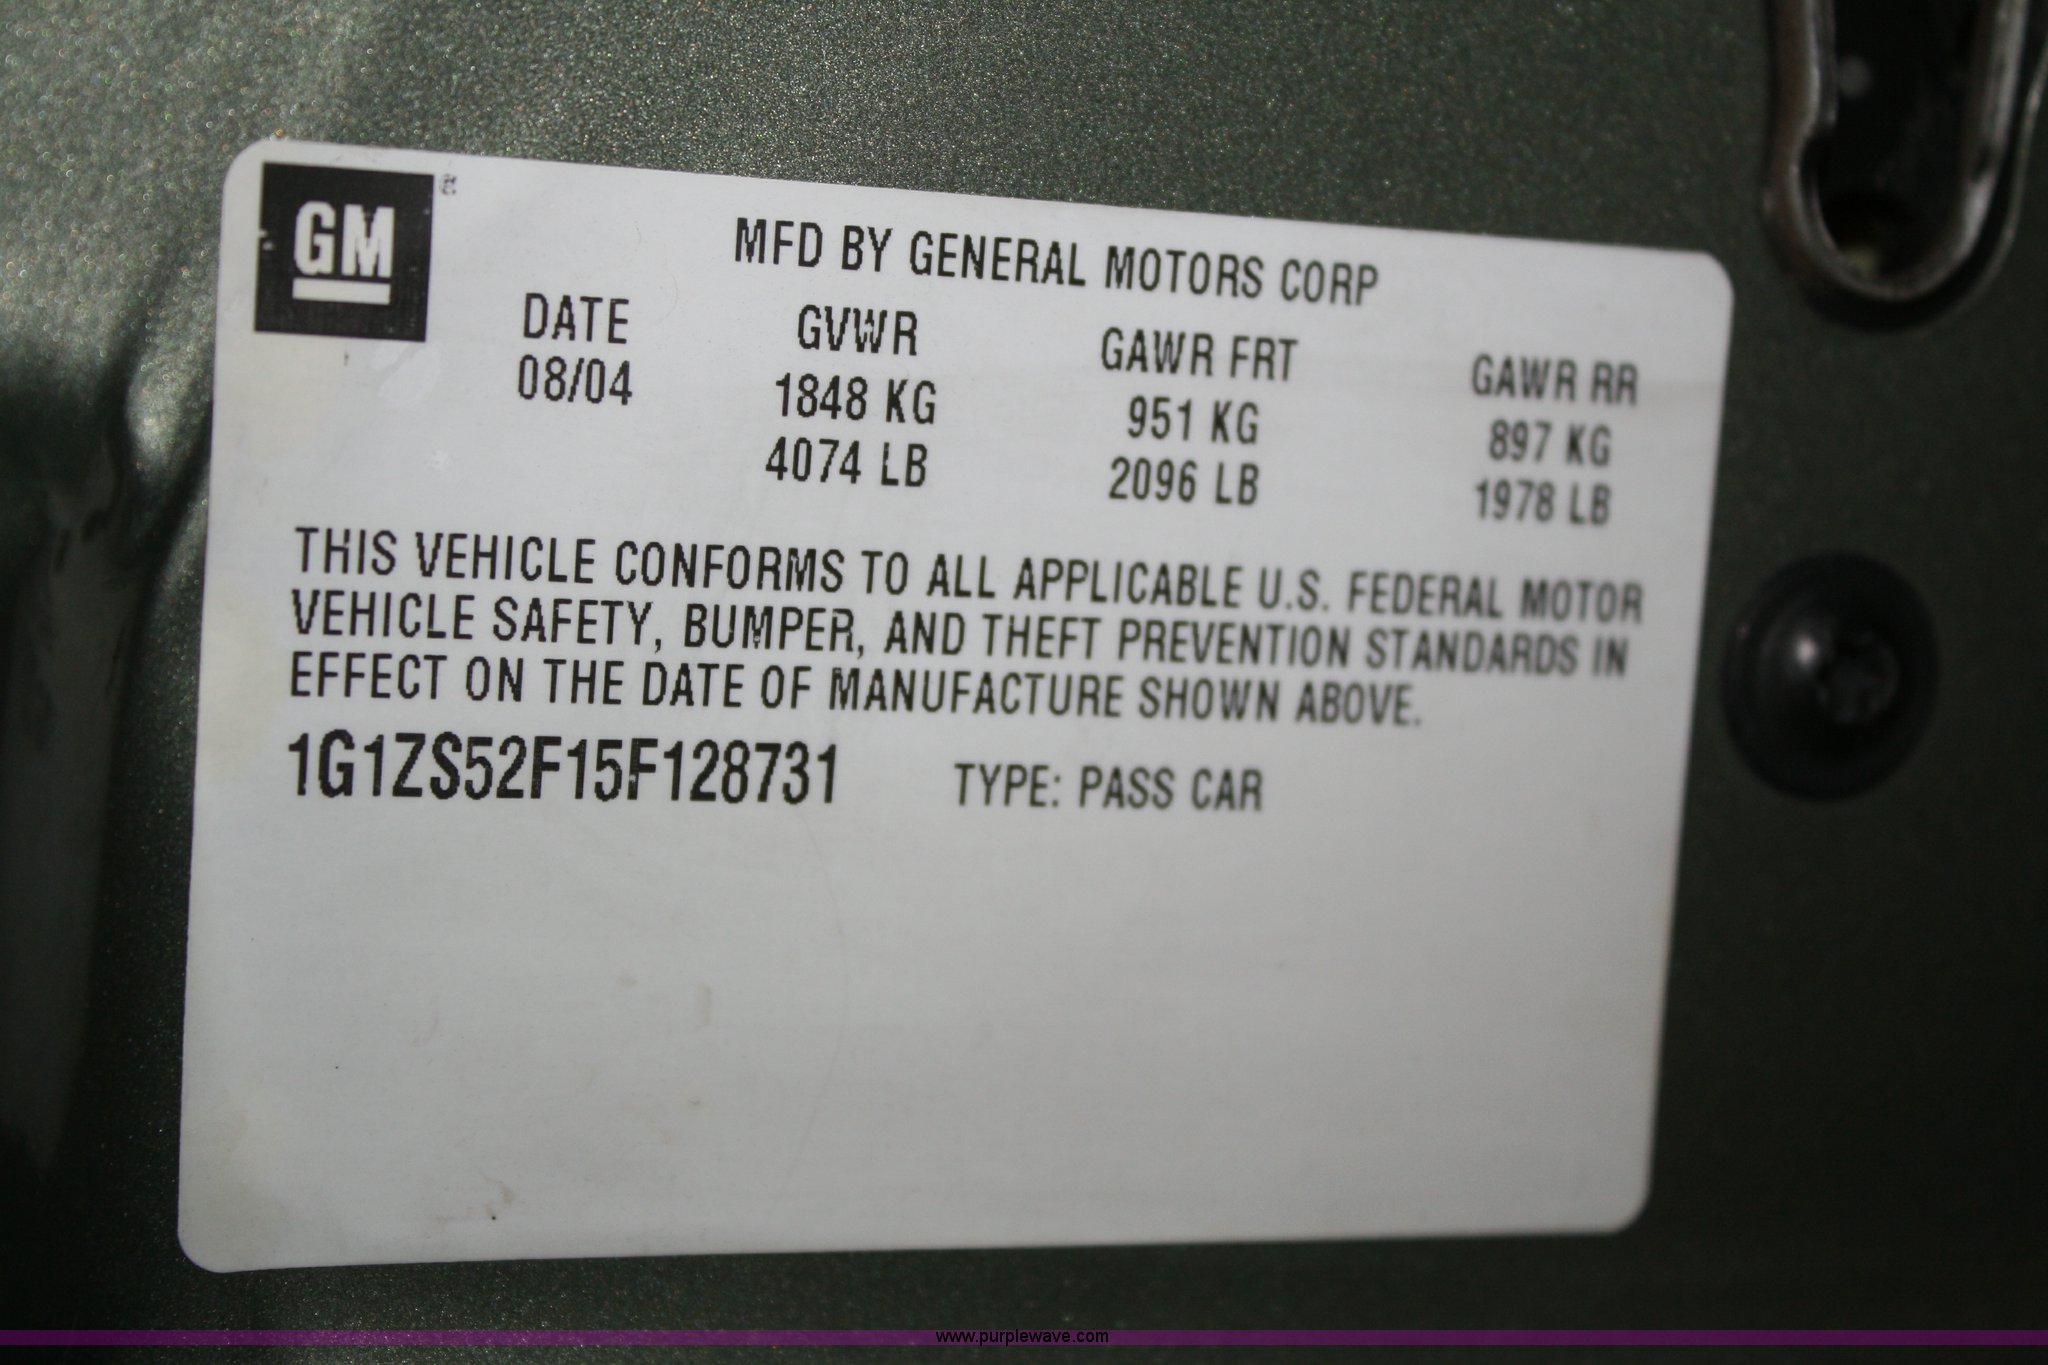 GM
MFD BY GENERAL MOTORS CORP
DATE GVWR GAWR FRT GAWR RR
08/04 1848 KG 951 KG 897 KG
4074 LB 2096 LB 1978 LB
THIS VEHICLE CONFORMS TO ALL APPLICABLE U.S. FEDERAL MOTOR
VEHICLE SAFETY, BUMPER, AND THEFT PREVENTION STANDARDS IN
EFFECT ON THE DATE OF MANUFACTURE SHOWN ABOVE.
1G1ZS52F15F128731 TYPE: PASS CAR
www.purplewave.com